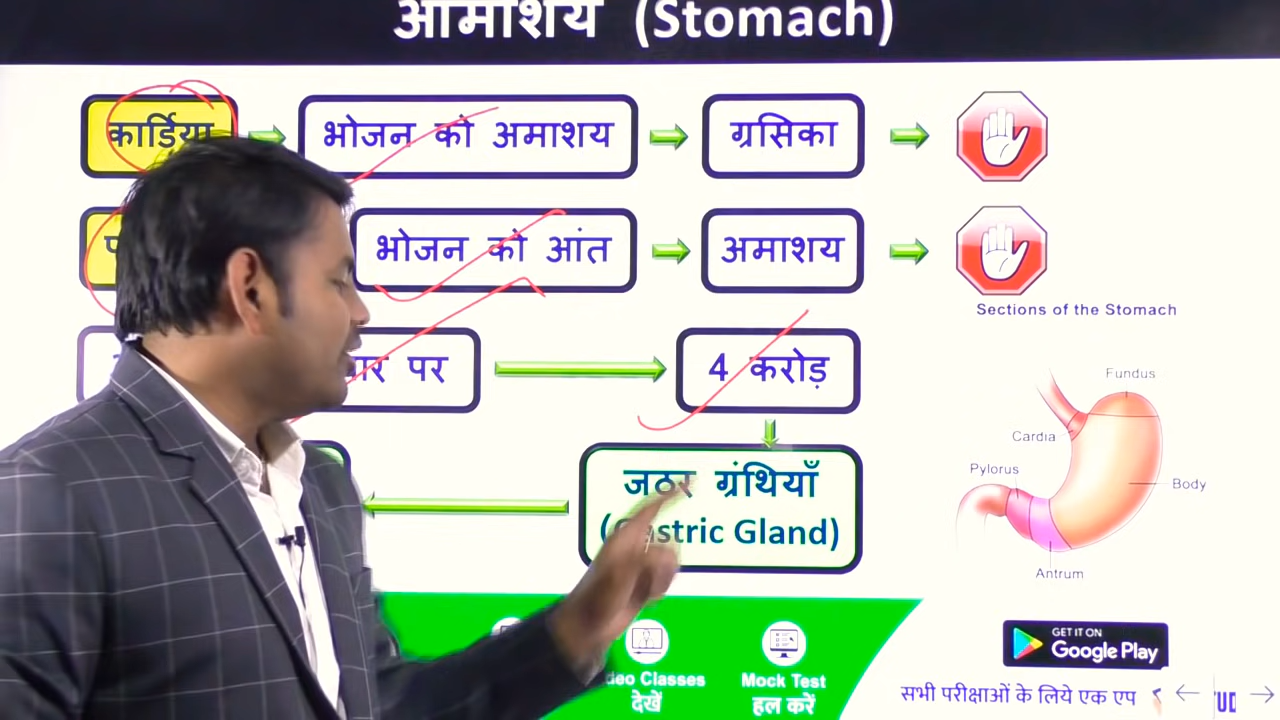 आमाशय (Stomach)
कार्डिया
भोजन को अमाशय
ग्रसिका
भोजन को आंत
अमाशय
पर
4 करोड़
जठर ग्रंथियाँ
Gland)
Sections of the Stomach
Fundus
Cardia
Pylorus
Body
Antrum
Classes
देखें
Mock Test
हल करें
GET IT ON
Google Play
सभी परीक्षाओं के लिये एक एप